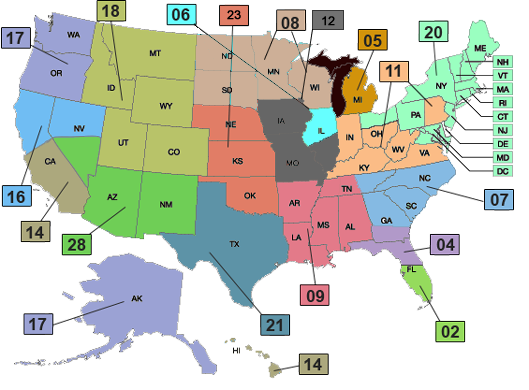 18
06
23
08
12
17
WA
MT
ND
MN
05
20
ME
OR
ID
SD
WI
MI
11
NY
NH
VT
MA
RI
CT
NJ
DE
MD
DC
WY
NE
IA
IL
IN
OH
PA
NV
UT
CO
KS
MO
KY
WV
VA
CA
16
14
AZ
NM
OK
AR
TN
NC
SC
07
28
TX
LA
MS
AL
GA
04
FL
09
02
AK
17
21
HI
14